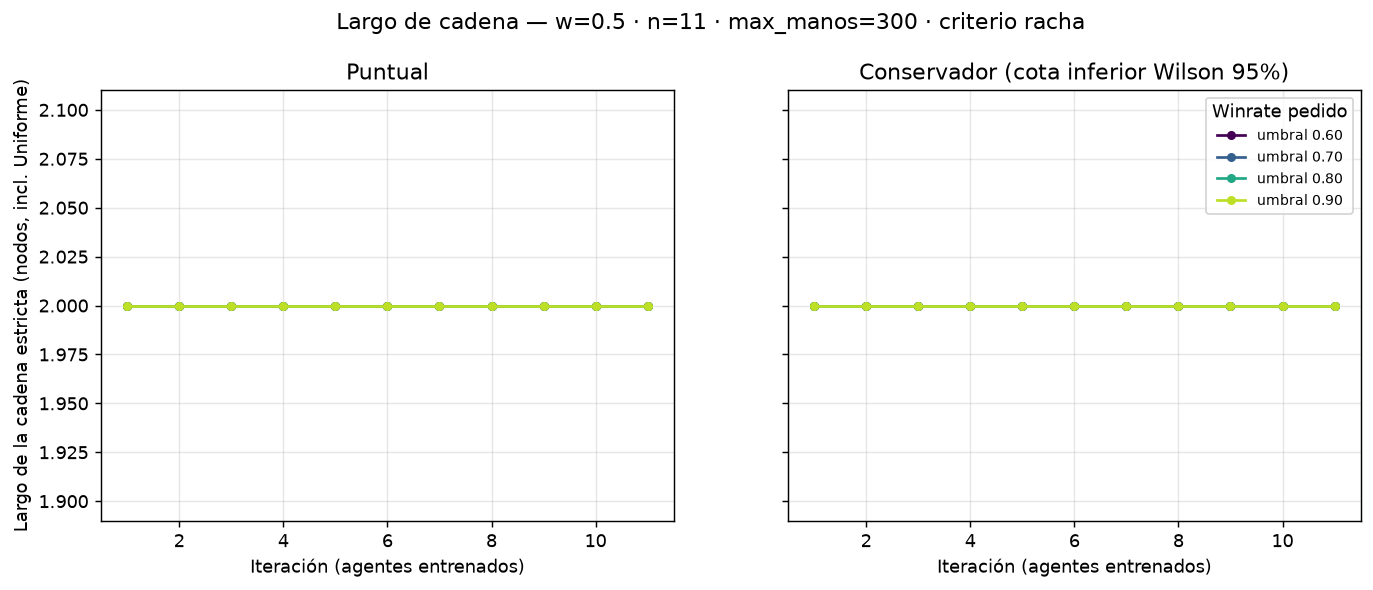 Largo de cadena — w=0.5 · n=11 · max_manos=300 · criterio racha
Puntual
Largo de la cadena estricta (nodos, incl. Uniforme)
2.100
2.075
2.050
2.025
2.000
1.975
1.950
1.925
1.900
2 4 6 8 10
Iteración (agentes entrenados)
Conservador (cota inferior Wilson 95%)
Winrate pedido
umbral 0.60
umbral 0.70
umbral 0.80
umbral 0.90
2 4 6 8 10
Iteración (agentes entrenados)